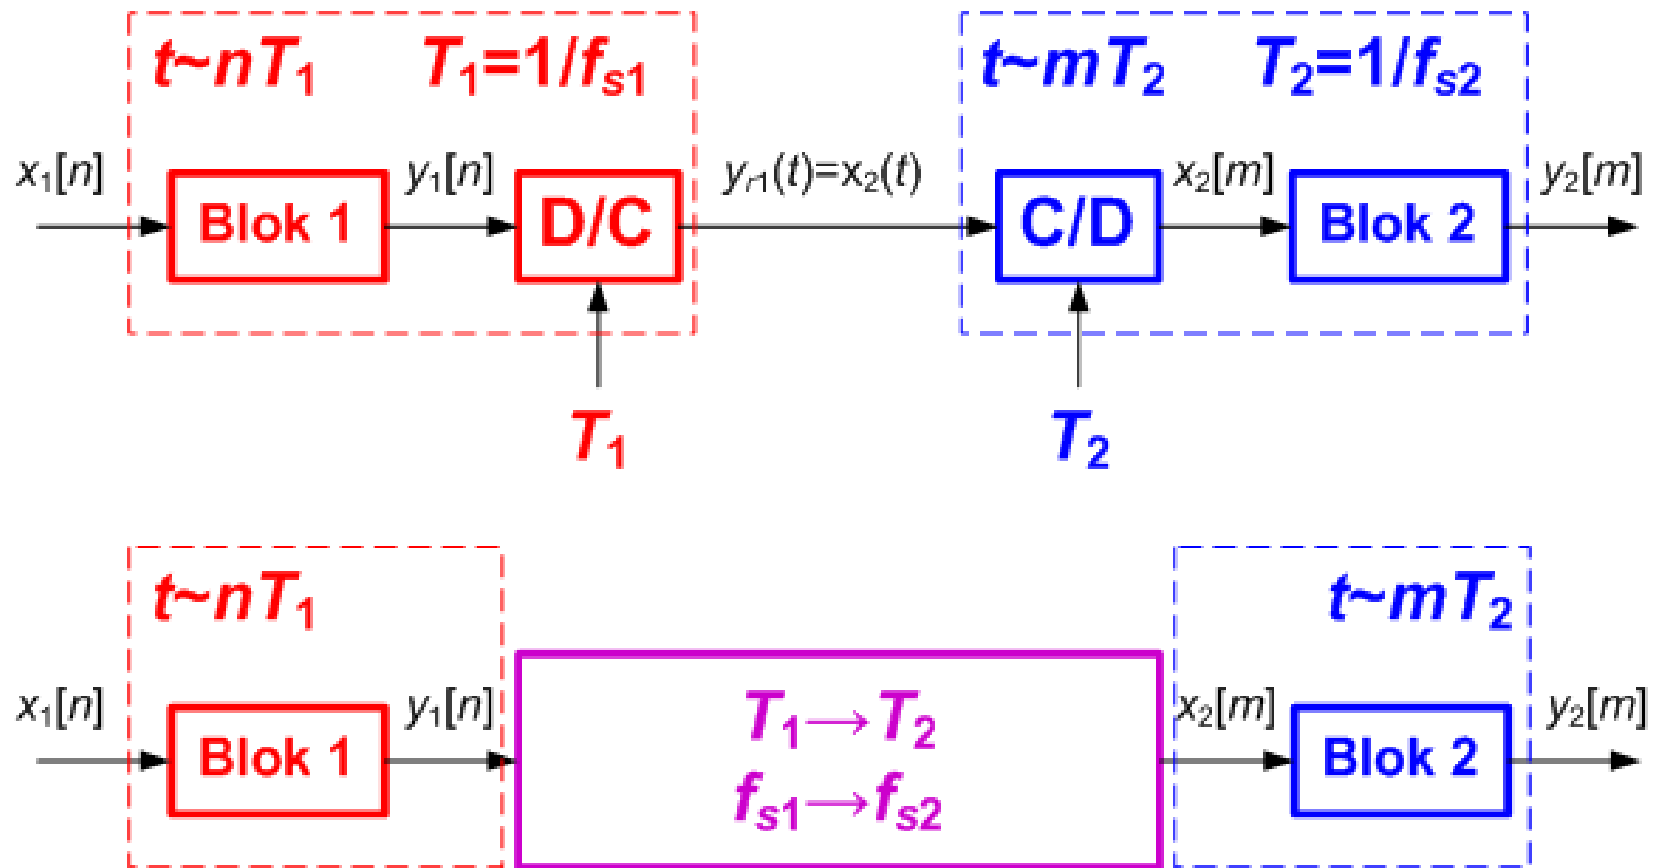 t~nT₁ T₁=1/fₛ₁ t~mT₂ T₂=1/fₛ₂
x₁[n] y₁[n] yᵣ₁(t)=x₂(t) x₂[m] y₂[m]
Blok 1 D/C C/D Blok 2
T₁ T₂
t~nT₁ t~mT₂
x₁[n] y₁[n] T₁→T₂ x₂[m] y₂[m]
Blok 1 Blok 2
fₛ₁→fₛ₂